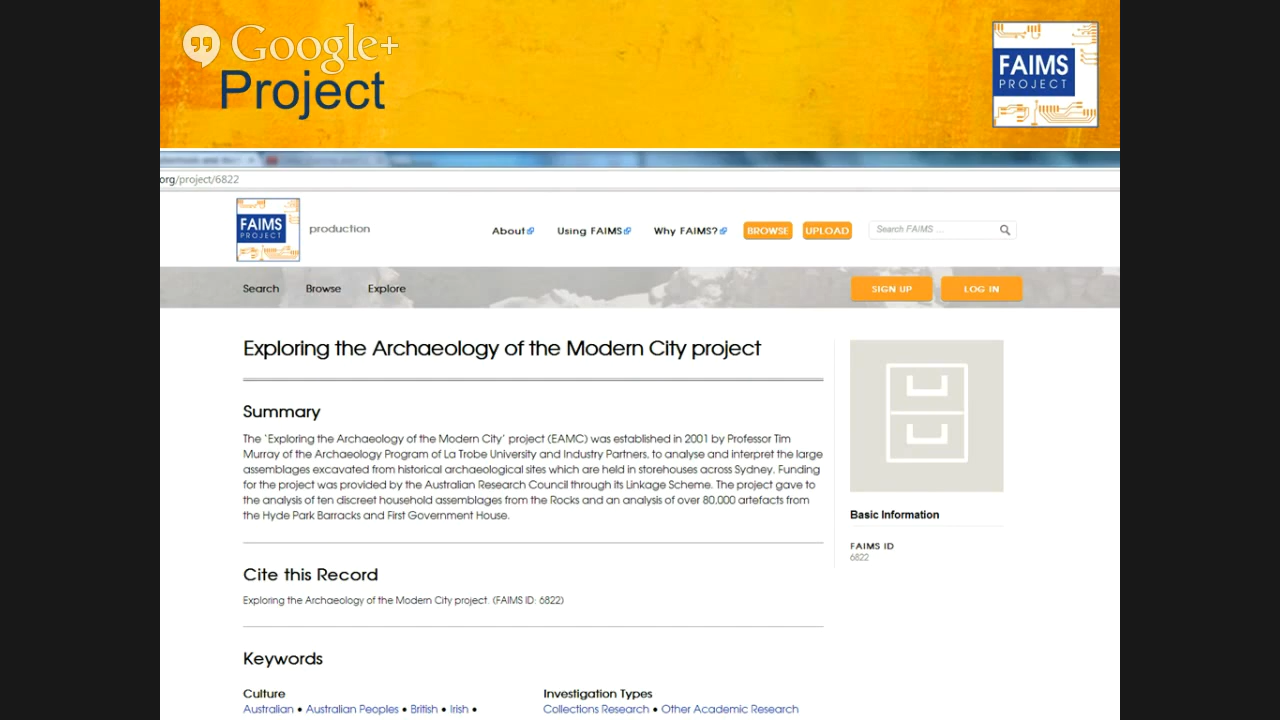 Google+
Project
FAIMS
PROJECT
org/project/6822
FAIMS
PROJECT
production
About
Using FAIMS
Why FAIMS?
BROWSE
UPLOAD
Search FAIMS ...
Search
Browse
Explore
SIGN UP
LOG IN
Exploring the Archaeology of the Modern City project
Summary
The 'Exploring the Archaeology of the Modern City' project (EAMC) was established in 2001 by Professor Tim
Murray of the Archaeology Program of La Trobe University and Industry Partners, to analyse and interpret the large
assemblages excavated from historical archaeological sites which are held in storehouses across Sydney. Funding
for the project was provided by the Australian Research Council through its Linkage Scheme. The project gave to
the analysis of ten discreet household assemblages from the Rocks and an analysis of over 80,000 artefacts from
the Hyde Park Barracks and First Government House.
Basic Information
FAIMS ID
6822
Cite this Record
Exploring the Archaeology of the Modern City project. (FAIMS ID: 6822)
Keywords
Culture
Australian • Australian Peoples • British • Irish •
Investigation Types
Collections Research • Other Academic Research